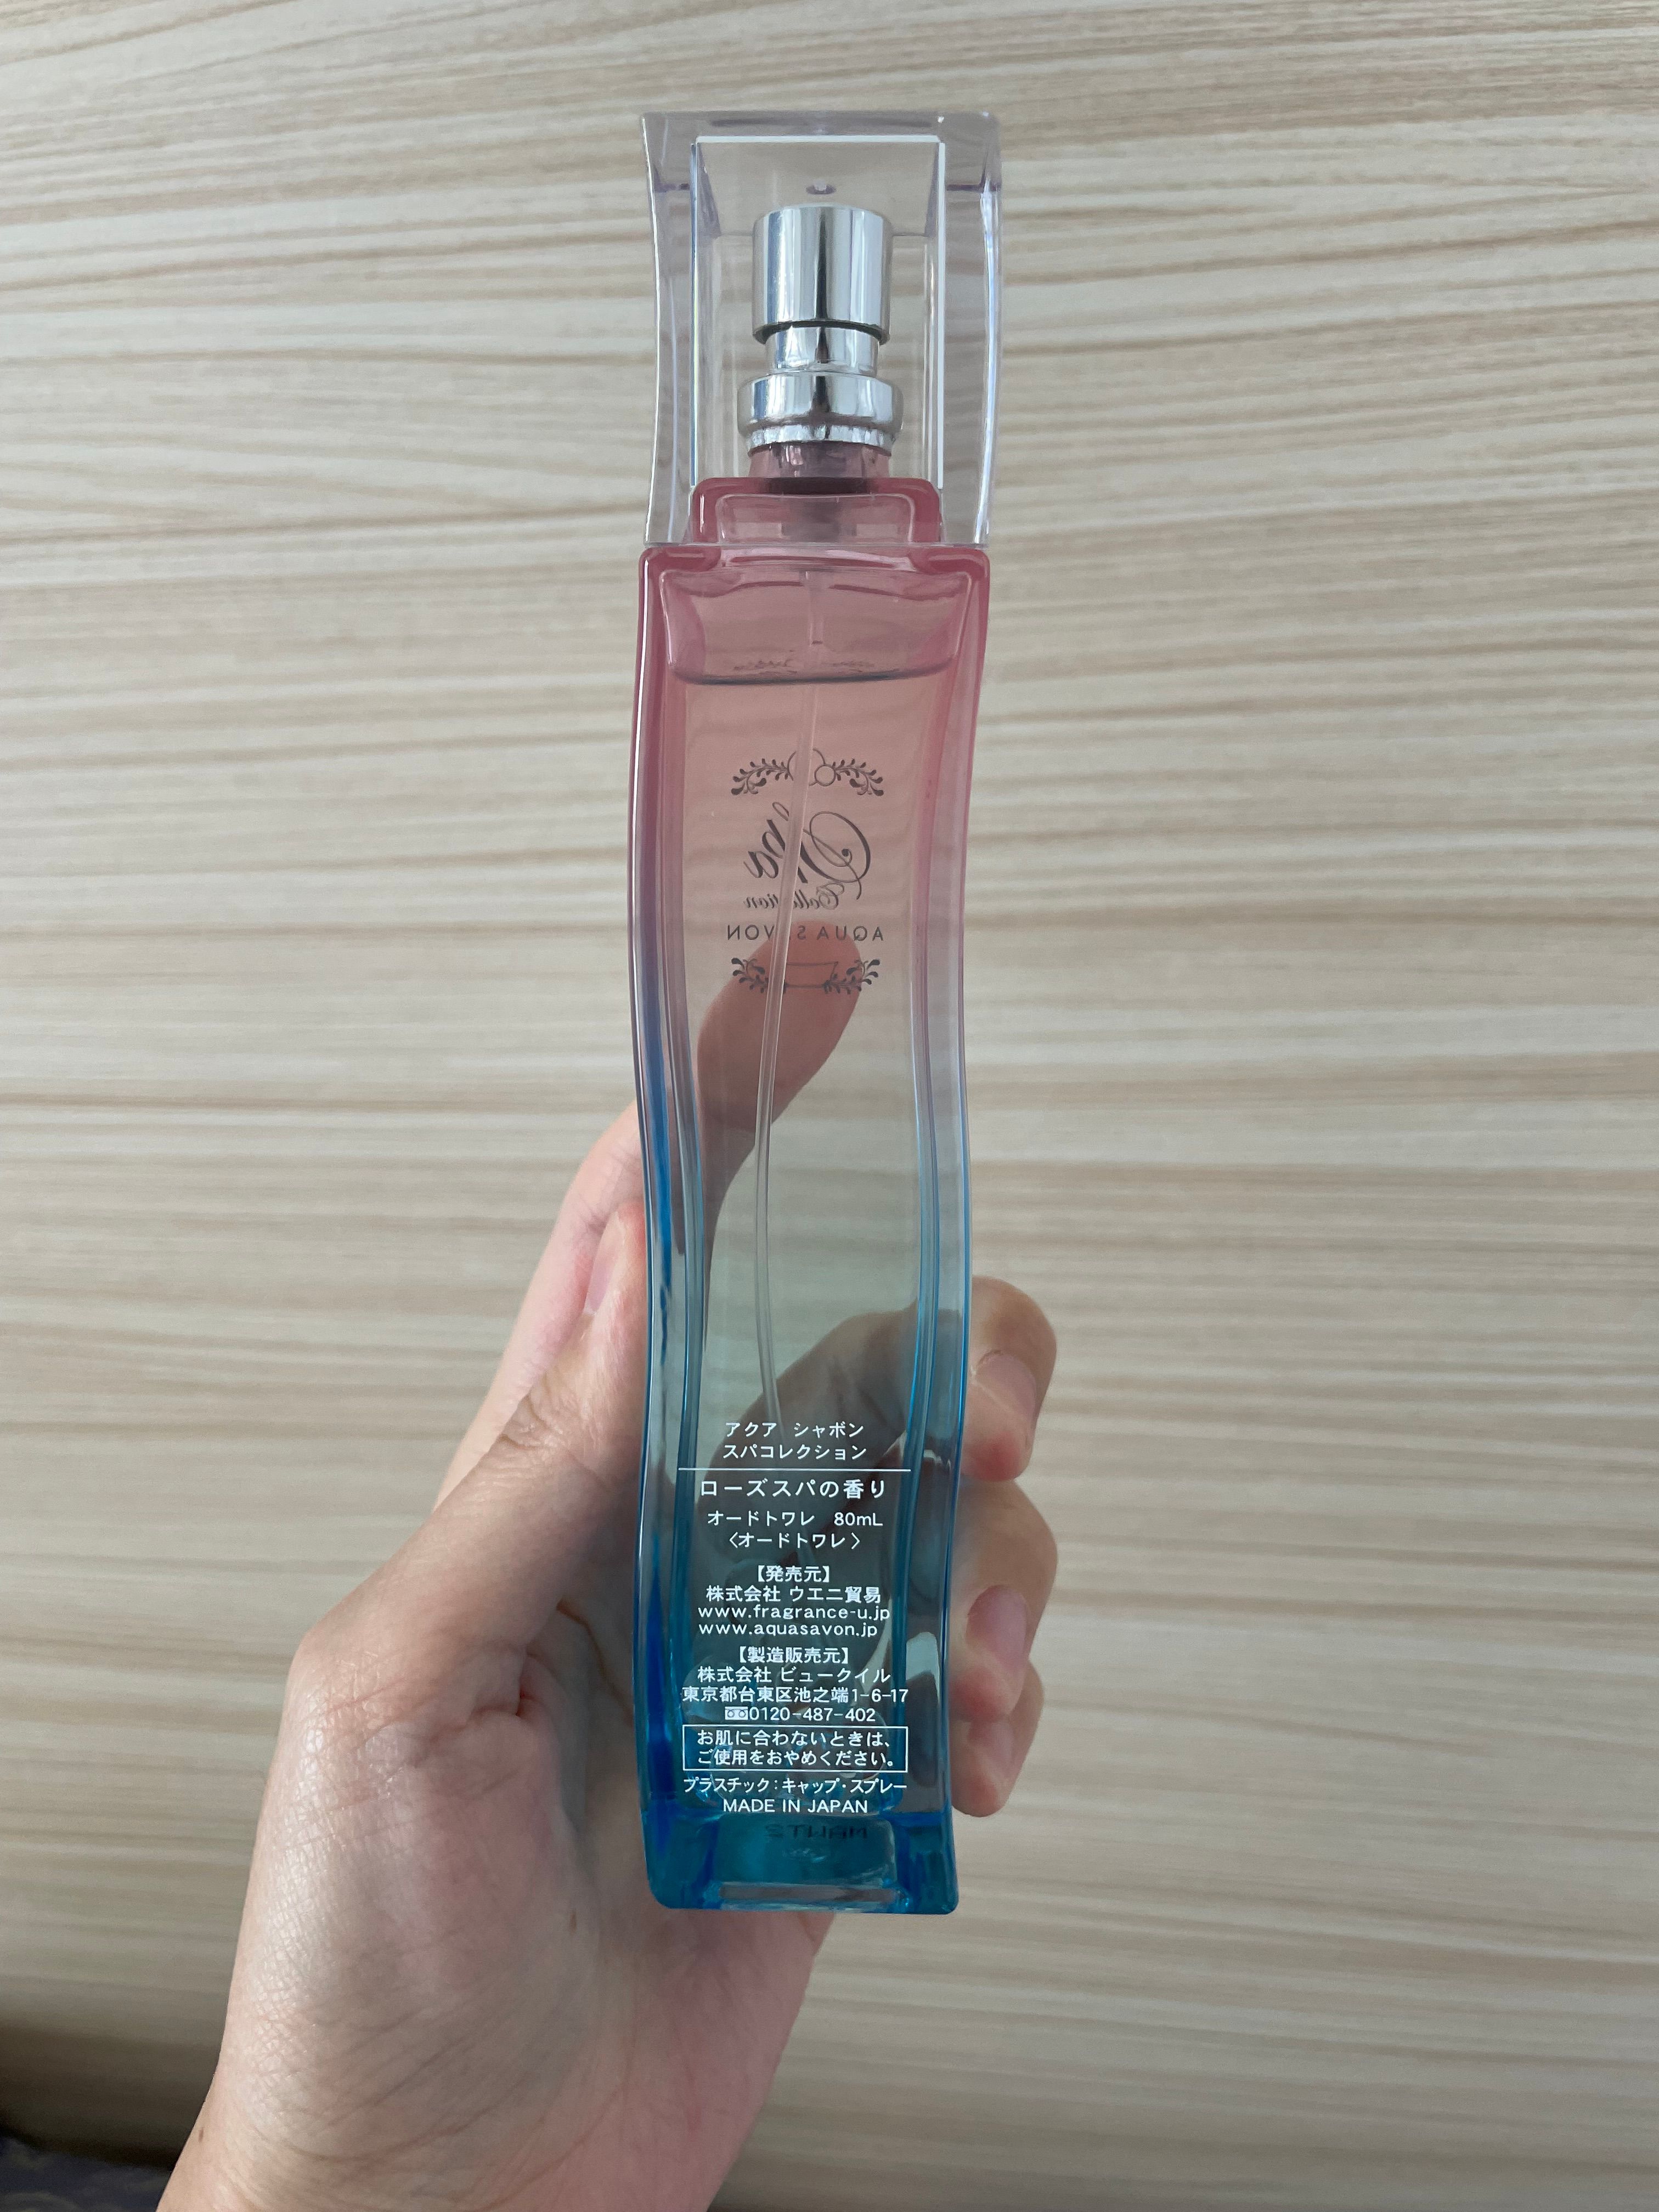 Spa
Collection
AQUA SAVON
アクア シャボン
スパコレクション
ローズスパの香り
オードトワレ 80mL
〈オードトワレ〉
【発売元】
株式会社 ウエニ貿易
www.fragrance-u.jp
www.aquasavon.jp
【製造販売元】
株式会社 ビュークイル
東京都台東区池之端1-6-17
0120-487-402
お肌に合わないときは、
ご使用をおやめください。
プラスチック：キャップ・スプレー
MADE IN JAPAN